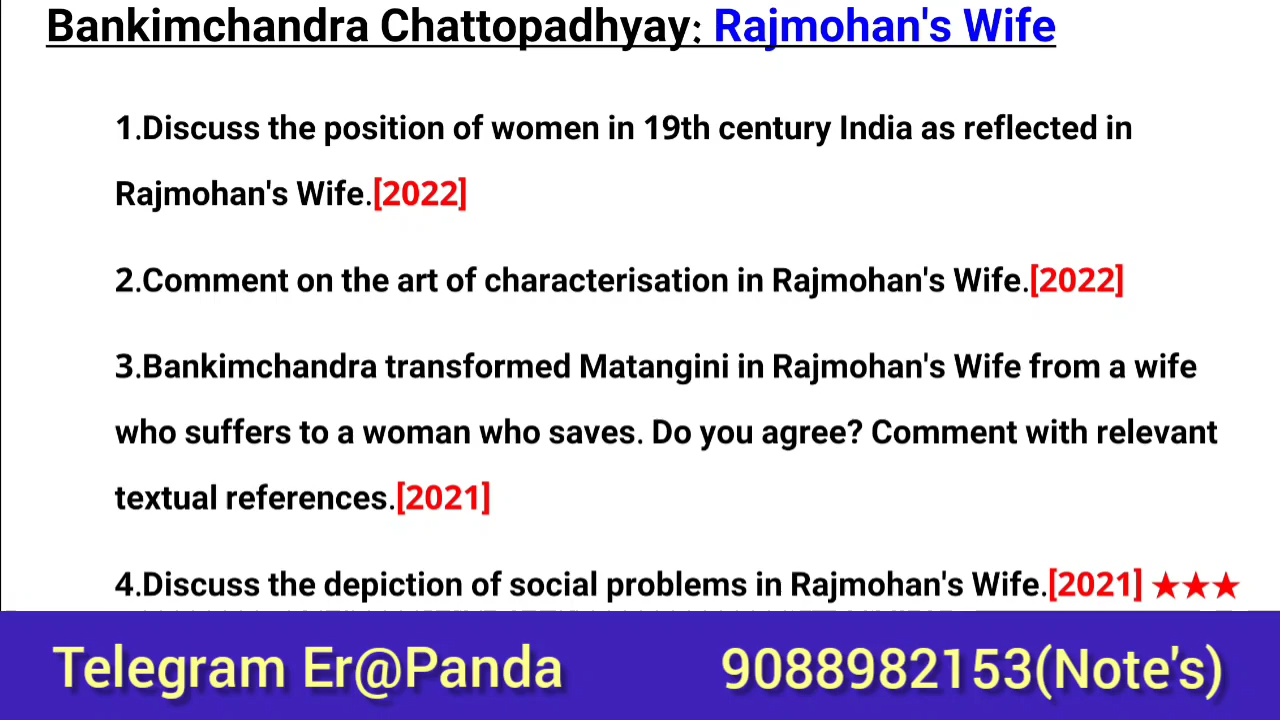 Bankimchandra Chattopadhyay: Rajmohan's Wife
1.Discuss the position of women in 19th century India as reflected in
Rajmohan's Wife.[2022]
2.Comment on the art of characterisation in Rajmohan's Wife.[2022]
3.Bankimchandra transformed Matangini in Rajmohan's Wife from a wife
who suffers to a woman who saves. Do you agree? Comment with relevant
textual references.[2021]
4.Discuss the depiction of social problems in Rajmohan's Wife.[2021] ★★★
Telegram Er@Panda 9088982153(Note's)